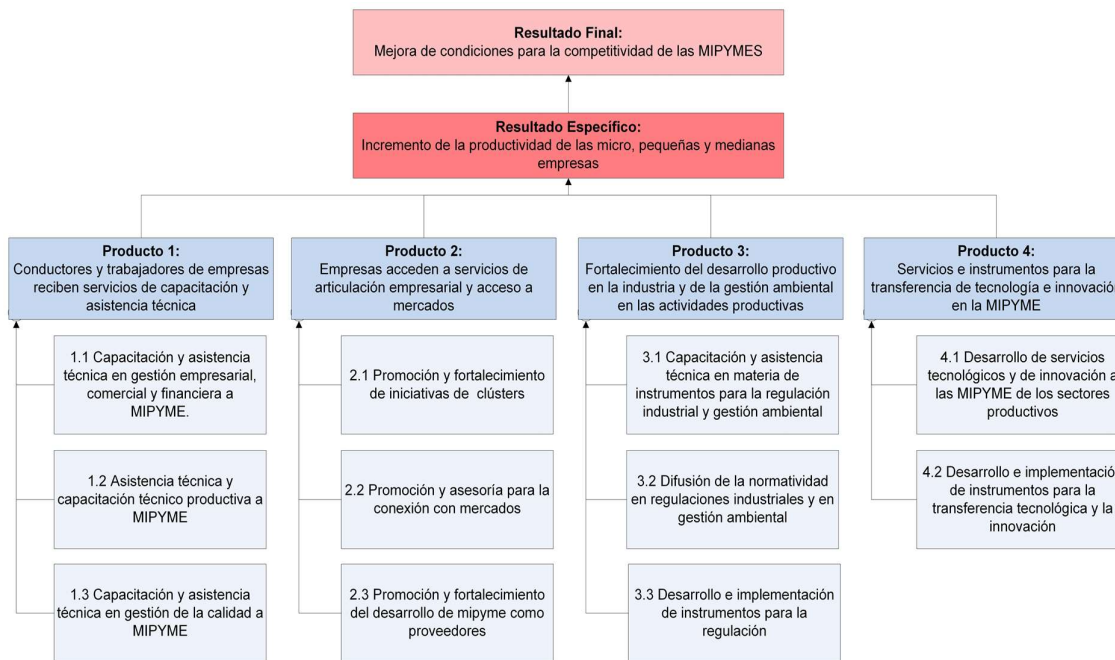 Resultado Final:
Mejora de condiciones para la competitividad de las MIPYMES
Resultado Específico:
Incremento de la productividad de las micro, pequeñas y medianas
empresas
Producto 1:
Conductores y trabajadores de empresas
reciben servicios de capacitación y
asistencia técnica
1.1 Capacitación y asistencia
técnica en gestión empresarial,
comercial y financiera a
MIPYME.
1.2 Asistencia técnica y
capacitación técnico productiva a
MIPYME
1.3 Capacitación y asistencia
técnica en gestión de la calidad a
MIPYME
Producto 2:
Empresas acceden a servicios de
articulación empresarial y acceso a
mercados
2.1 Promoción y fortalecimiento
de iniciativas de clústers
2.2 Promoción y asesoría para la
conexión con mercados
2.3 Promoción y fortalecimiento
del desarrollo de mipyme como
proveedores
Producto 3:
Fortalecimiento del desarrollo productivo
en la industria y de la gestión ambiental
en las actividades productivas
3.1 Capacitación y asistencia
técnica en materia de
instrumentos para la regulación
industrial y gestión ambiental
3.2 Difusión de la normatividad
en regulaciones industriales y en
gestión ambiental
3.3 Desarrollo e implementación
de instrumentos para la
regulación
Producto 4:
Servicios e instrumentos para la
transferencia de tecnología e innovación
en la MIPYME
4.1 Desarrollo de servicios
tecnológicos y de innovación a
las MIPYME de los sectores
productivos
4.2 Desarrollo e implementación
de instrumentos para la
transferencia tecnológica y la
innovación